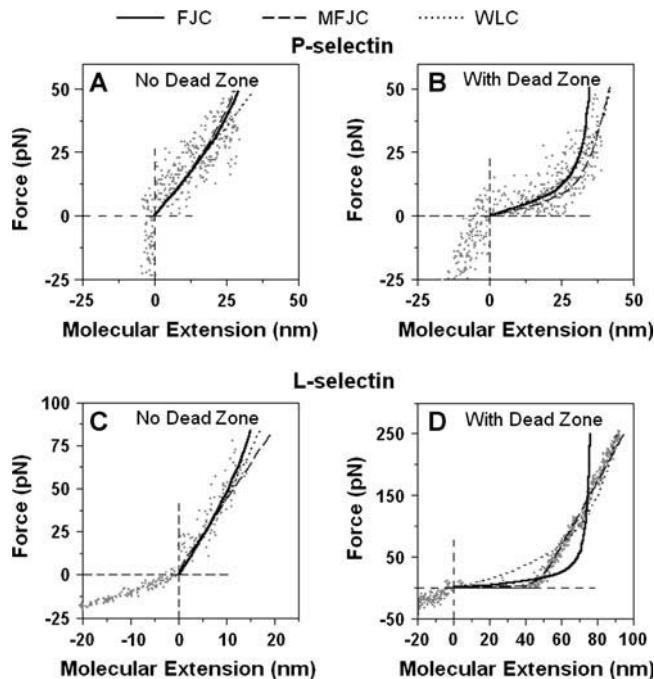 FJC MFJC WLC
P-selectin
A No Dead Zone
B With Dead Zone
Force (pN)
50
25
0
-25
-25 0 25 50
Molecular Extension (nm)
Force (pN)
50
25
0
-25
-25 0 25 50
Molecular Extension (nm)
L-selectin
C No Dead Zone
D With Dead Zone
Force (pN)
100
75
50
25
0
-25
-20 -10 0 10 20
Molecular Extension (nm)
Force (pN)
250
150
50
-50
-20 0 20 40 60 80 100
Molecular Extension (nm)